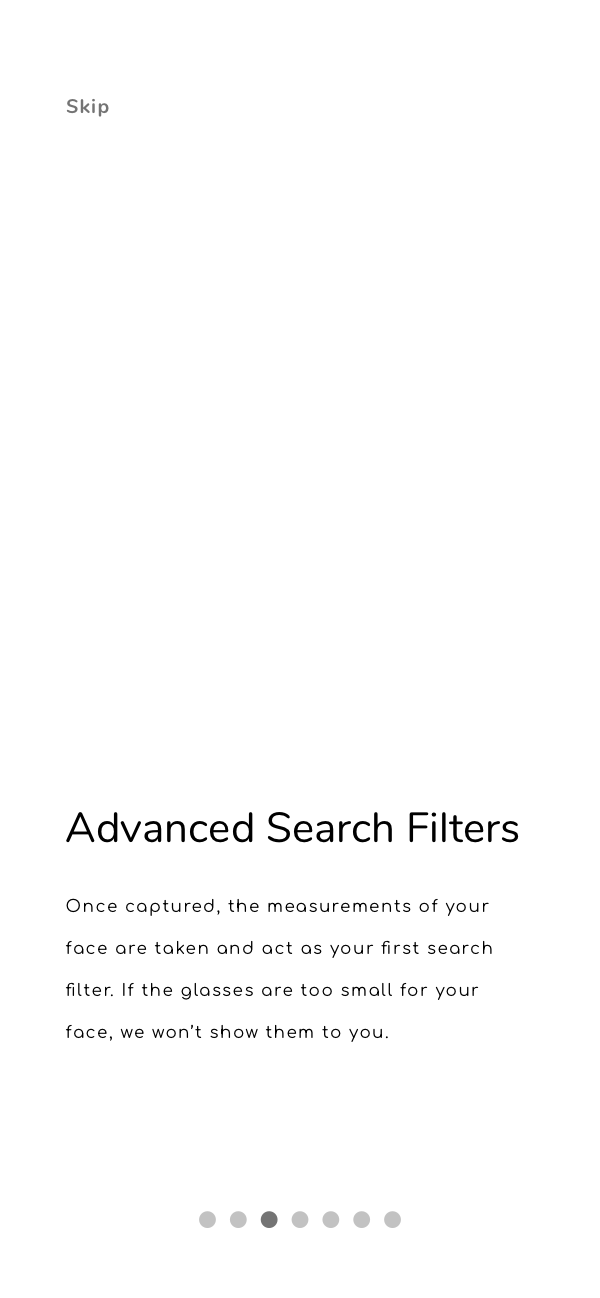 Skip
Advanced Search Filters
Once captured, the measurements of your
face are taken and act as your first search
filter. If the glasses are too small for your
face, we won’t show them to you.